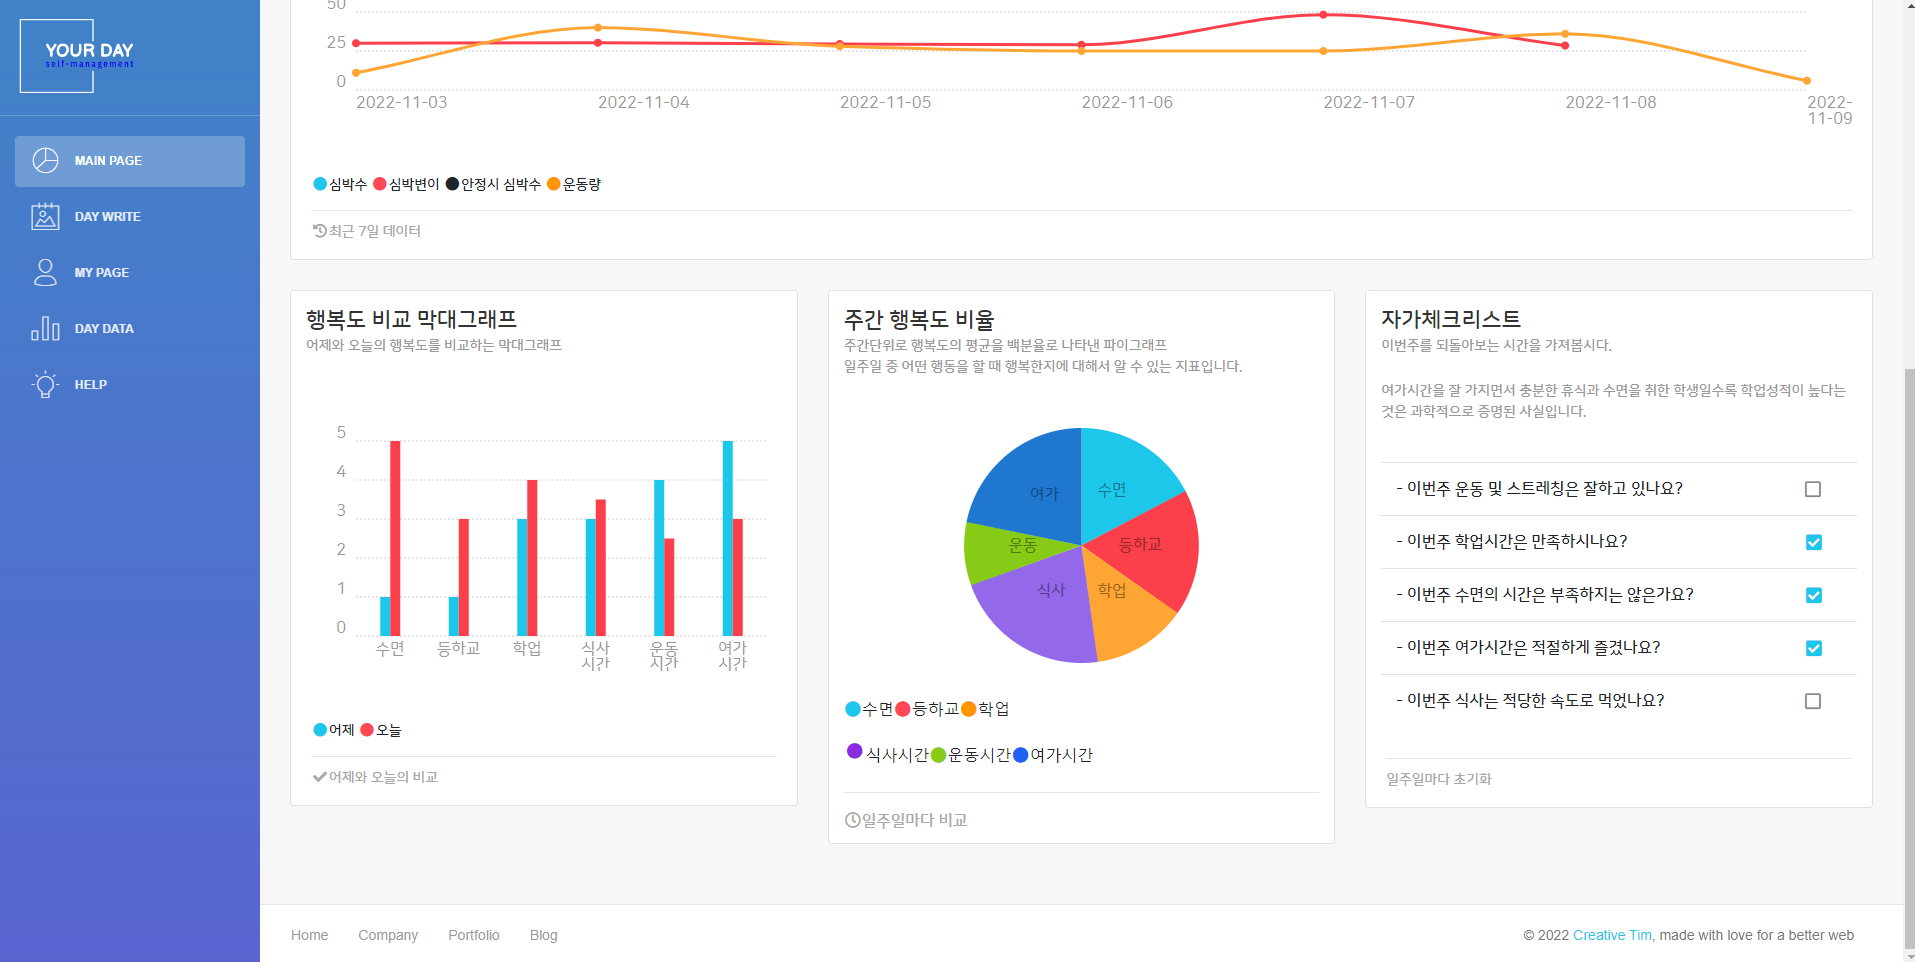 YOUR DAY
self-management
MAIN PAGE
DAY WRITE
MY PAGE
DAY DATA
HELP
50
25
0
2022-11-03 2022-11-04 2022-11-05 2022-11-06 2022-11-07 2022-11-08 2022-11-09
심박수 심박변이 안정시 심박수 운동량
최근 7일 데이터
행복도 비교 막대그래프
어제와 오늘의 행복도를 비교하는 막대그래프
5
4
3
2
1
0
수면 등하교 학업 식사시간 운동시간 여가시간
어제 오늘
어제와 오늘의 비교
주간 행복도 비율
주간단위로 행복도의 평균을 백분율로 나타낸 파이그래프
일주일 중 어떤 행동을 할 때 행복한지에 대해서 알 수 있는 지표입니다.
여가 수면
운동 등하교
식사 학업
수면 등하교 학업
식사시간 운동시간 여가시간
일주일마다 비교
자가체크리스트
이번주를 되돌아보는 시간을 가져봅시다.
여가시간을 잘 가지면서 충분한 휴식과 수면을 취한 학생일수록 학업성적이 높다는
것은 과학적으로 증명된 사실입니다.
- 이번주 운동 및 스트레칭은 잘하고 있나요?
- 이번주 학업시간은 만족하시나요?
- 이번주 수면의 시간은 부족하지는 않은가요?
- 이번주 여가시간은 적절하게 즐겼나요?
- 이번주 식사는 적당한 속도로 먹었나요?
일주일마다 초기화
Home Company Portfolio Blog
© 2022 Creative Tim, made with love for a better web